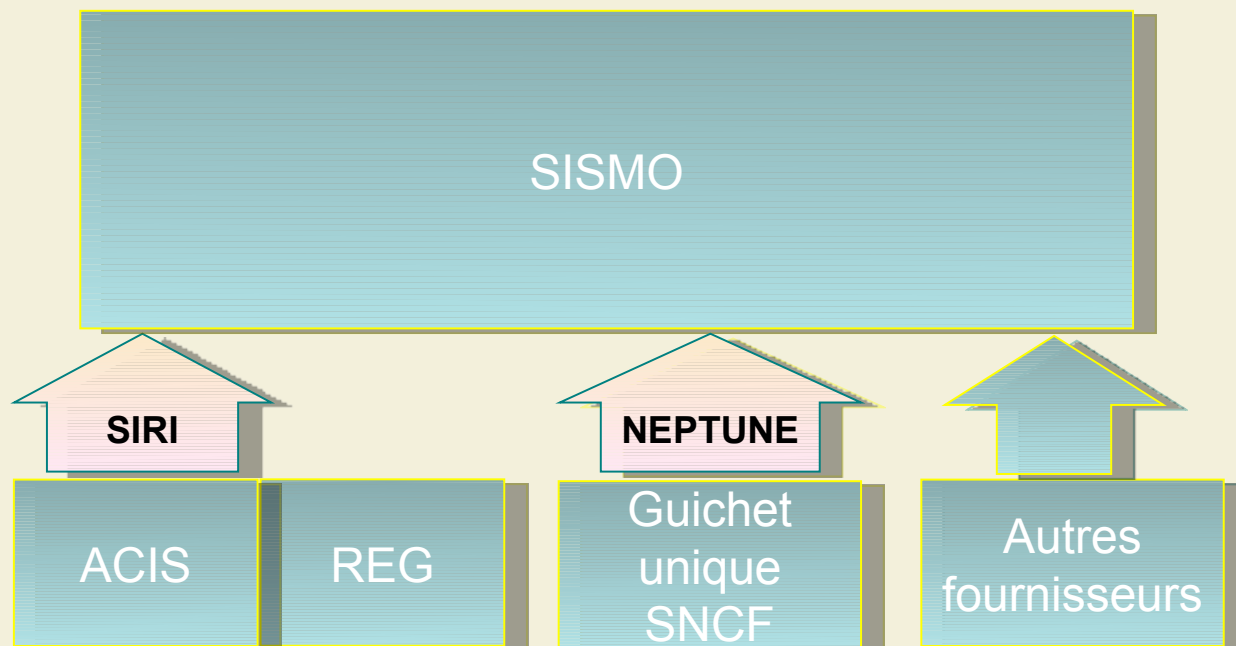 SISMO
SIRI
NEPTUNE
ACIS
REG
Guichet
unique
SNCF
Autres
fournisseurs